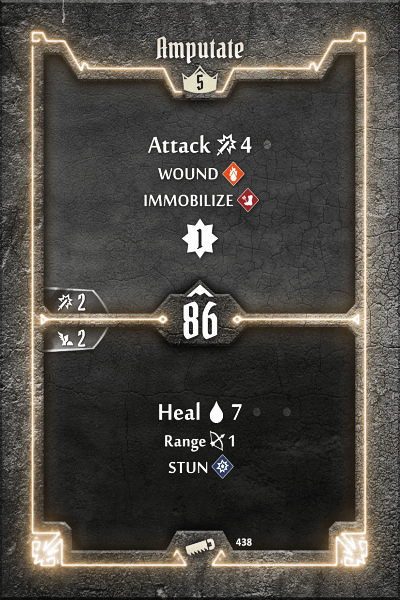 Amputate
5
Attack 4
WOUND
IMMOBILIZE
1
2
86
2
Heal 7
Range 1
STUN
438